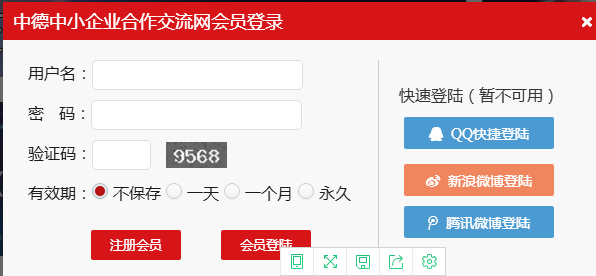 中德中小企业合作交流网会员登录
用户名：
密 码：
验证码： 9568
有效期： 不保存 一天 一个月 永久
注册会员 会员登陆
快速登陆（暂不可用）
QQ快捷登陆
新浪微博登陆
腾讯微博登陆